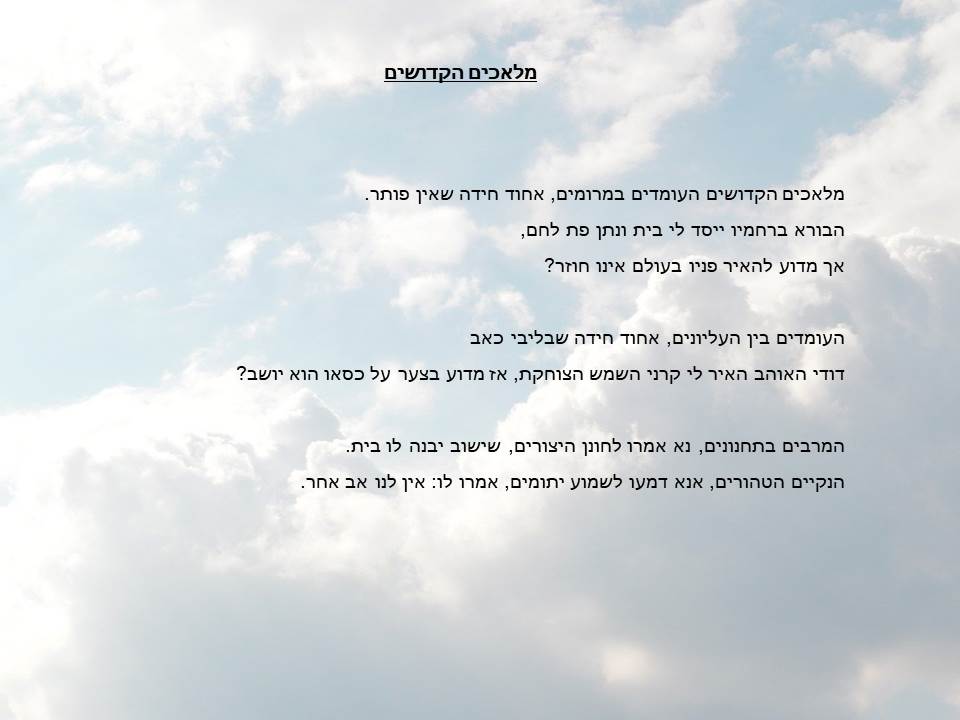 מלאכים הקדושים
מלאכים הקדושים העומדים במרומים, אחוד חידה שאין פותר.
הבורא ברחמיו ייסד לי בית ונתן פת לחם,
אך מדוע להאיר פניו בעולם אינו חוזר?
העומדים בין העליונים, אחוד חידה שבליבי כאב
דודי האוהב האיר לי קרני השמש הצוחקת, אז מדוע בצער על כסאו הוא יושב?
המרבים בתחנונים, נא אמרו לחונן היצורים, שישוב יבנה לו בית.
הנקיים הטהורים, אנא דמעו לשמוע יתומים, אמרו לו: אין לנו אב אחר.